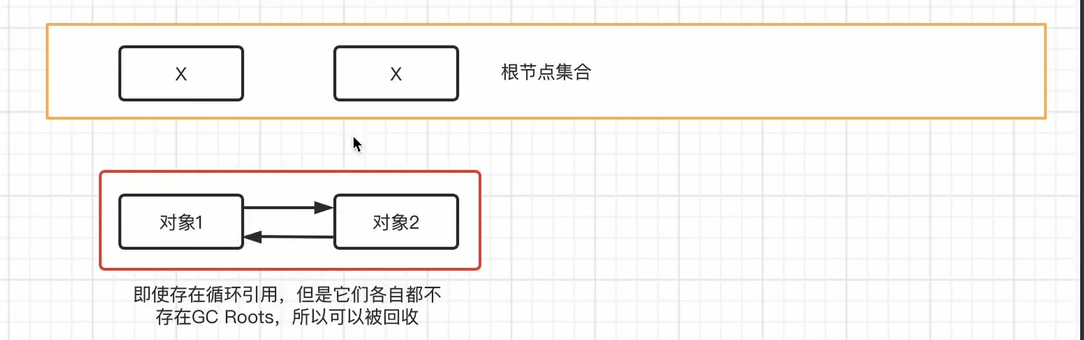 X
X
根节点集合
对象1
对象2
即使存在循环引用，但是它们各自都不
存在GC Roots，所以可以被回收